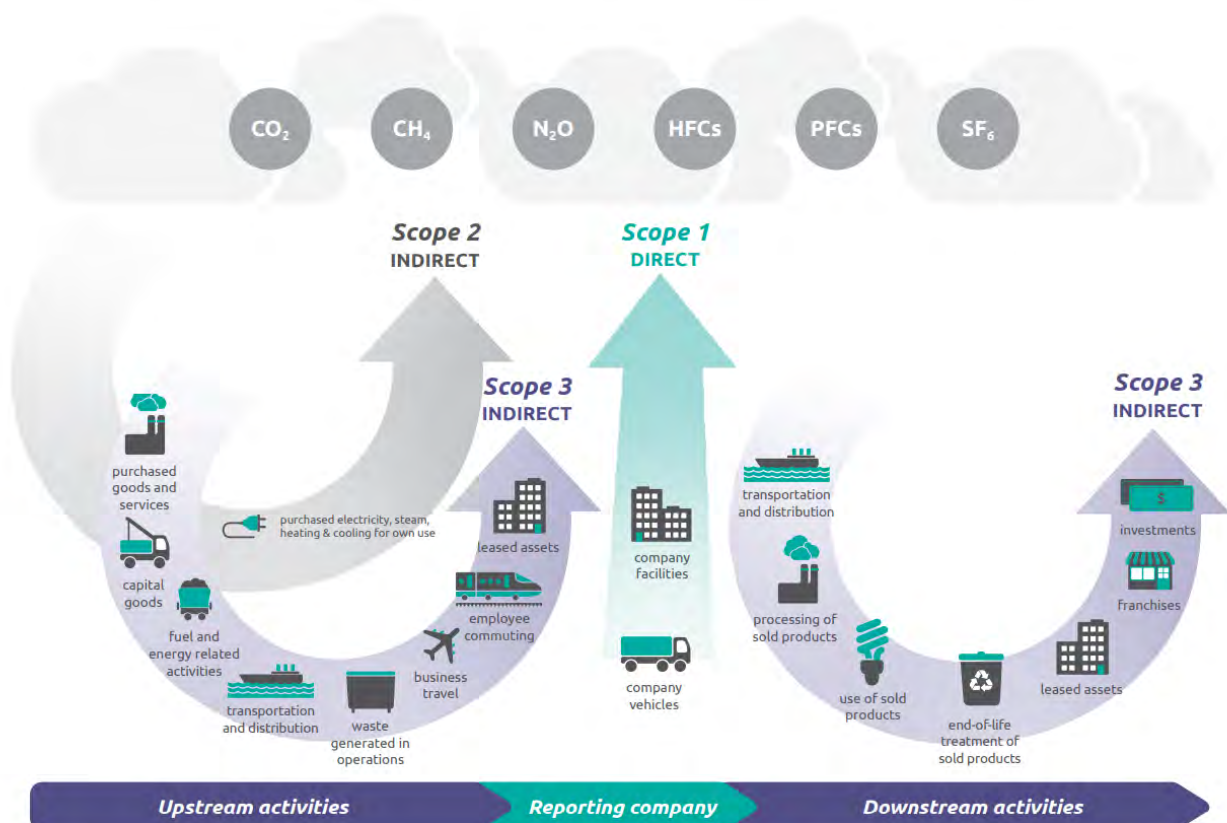 CO₂
CH₄
N₂O
HFCs
PFCs
SF₆
Scope 2
INDIRECT
Scope 1
DIRECT
Scope 3
INDIRECT
Scope 3
INDIRECT
purchased
goods and
services
capital
goods
fuel and
energy related
activities
purchased electricity, steam,
heating & cooling for own use
transportation
and distribution
waste
generated in
operations
business
travel
employee
commuting
leased assets
company
facilities
company
vehicles
transportation
and distribution
processing of
sold products
use of sold
products
end-of-life
treatment of
sold products
leased assets
franchises
$
investments
Upstream activities
Reporting company
Downstream activities